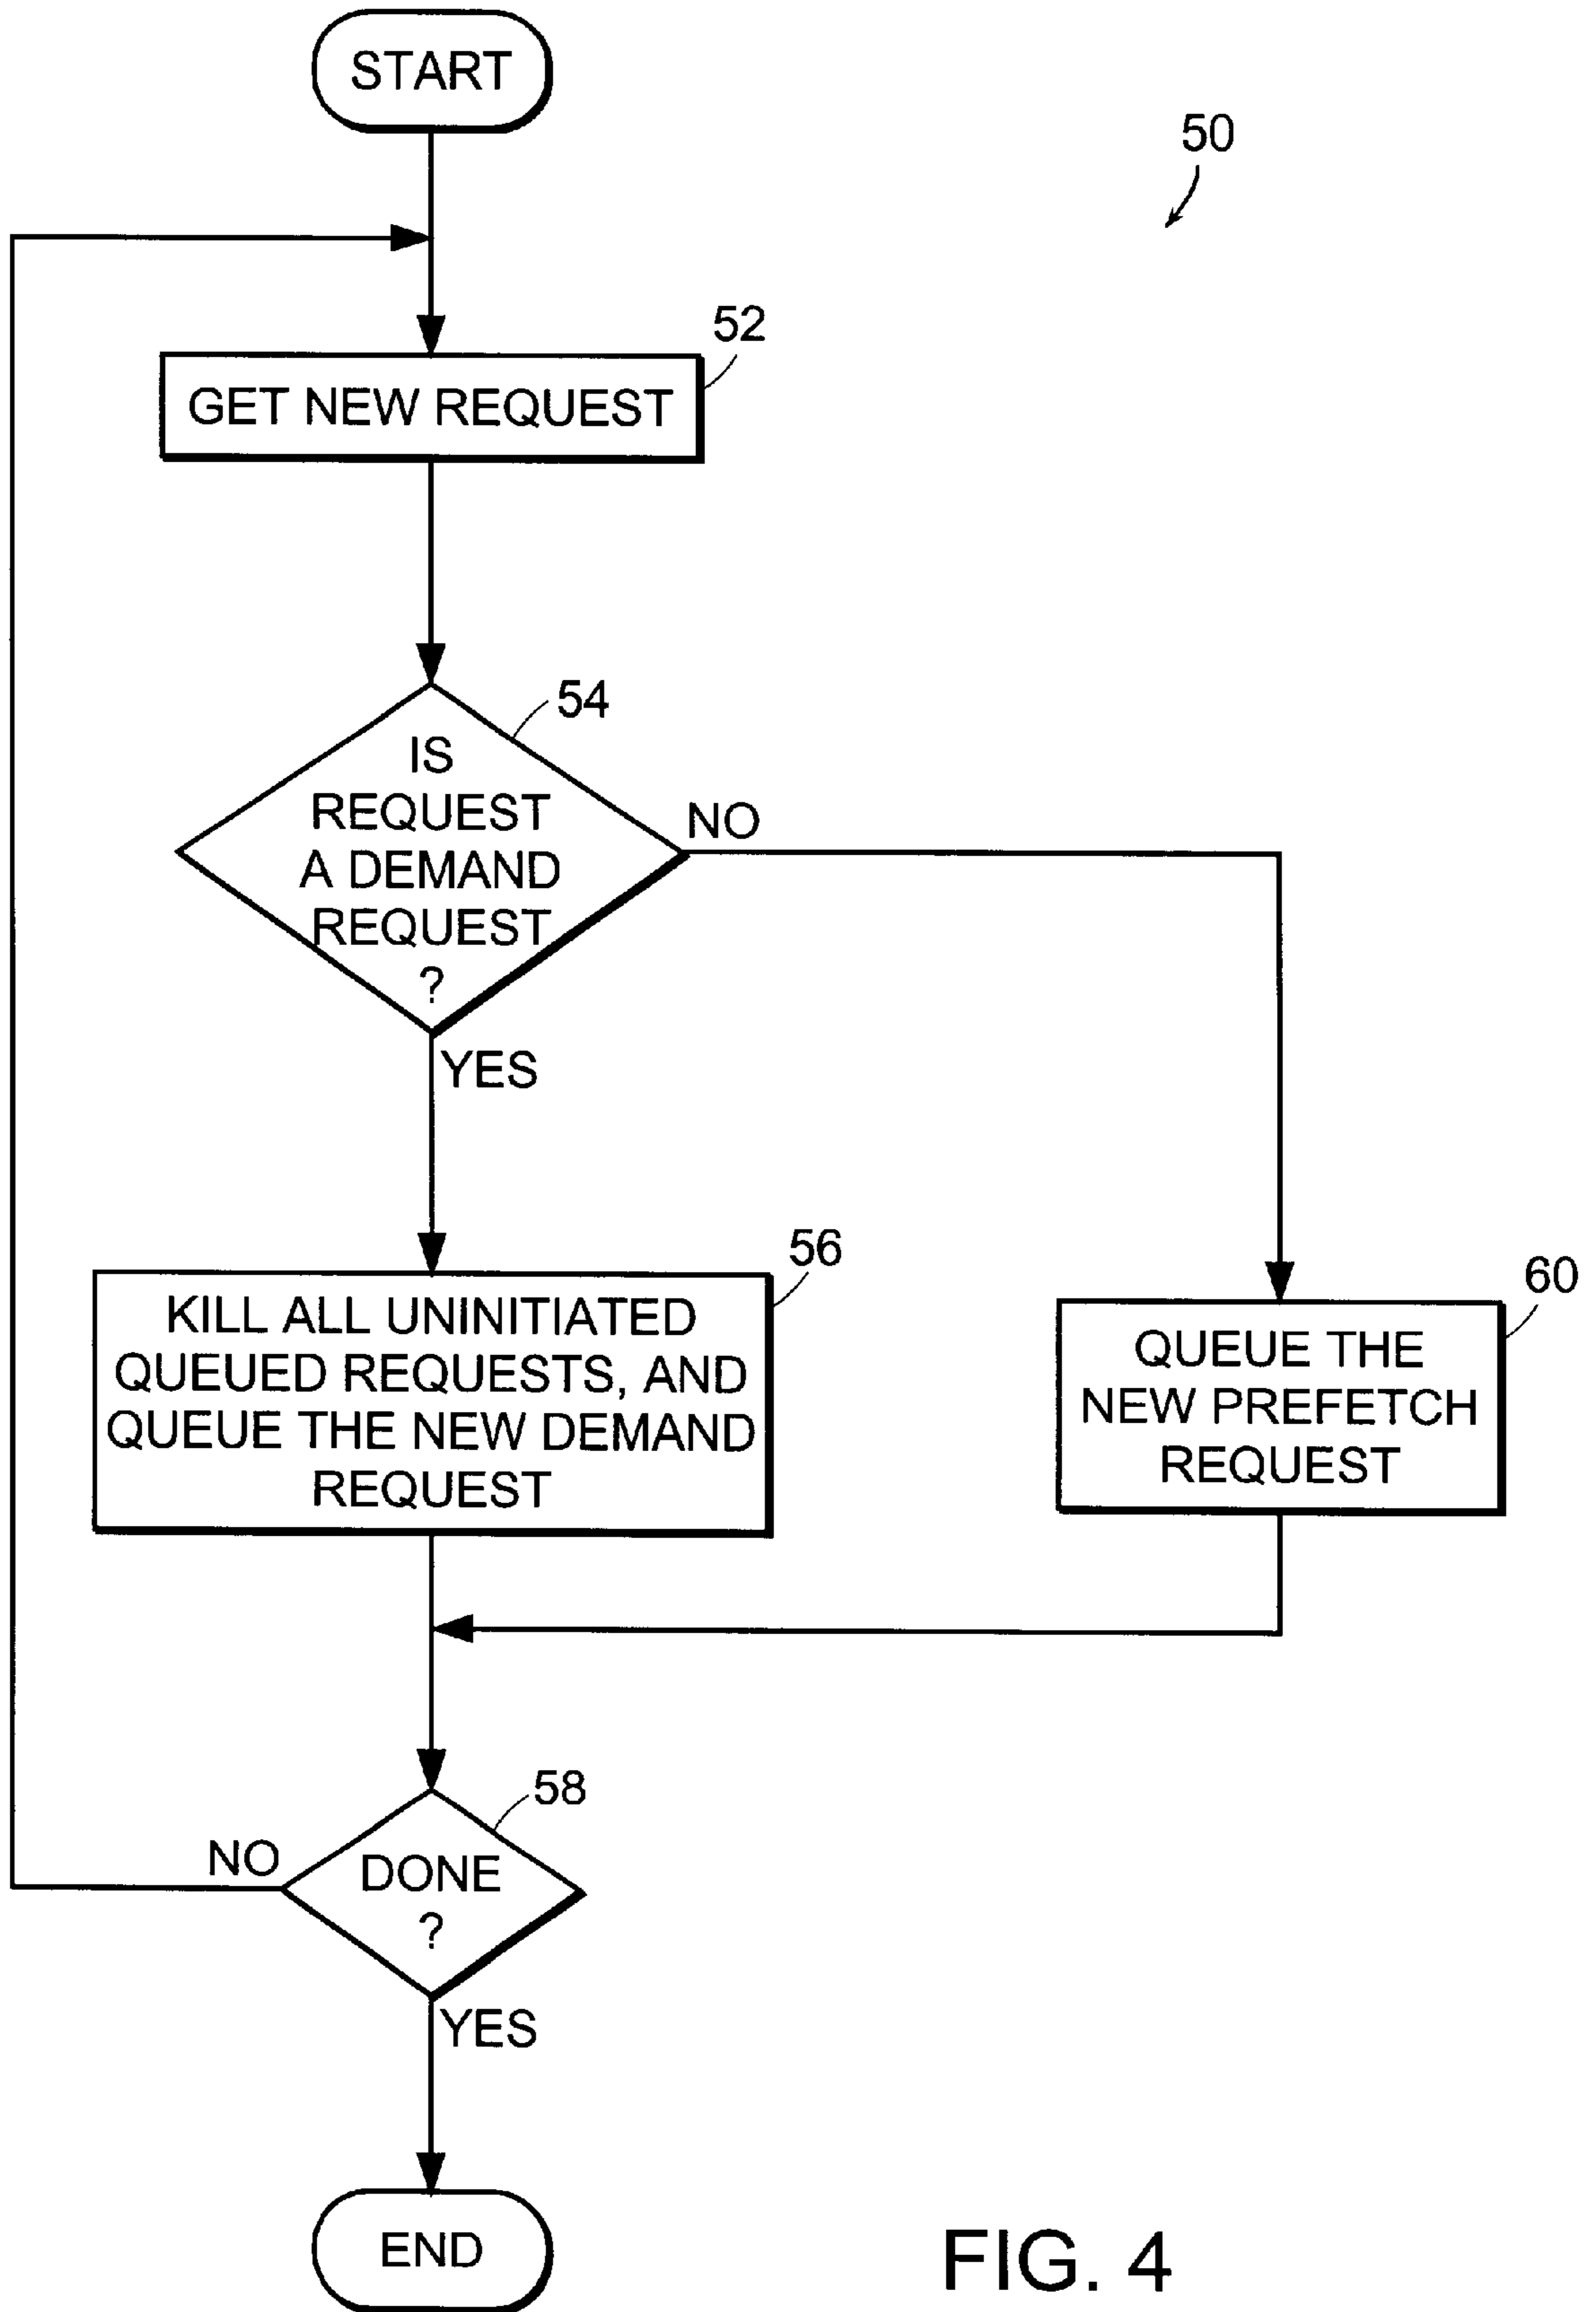 START
50
52
GET NEW REQUEST
54
IS
REQUEST
A DEMAND
REQUEST
?
NO
YES
56
KILL ALL UNINITIATED
QUEUED REQUESTS, AND
QUEUE THE NEW DEMAND
REQUEST
60
QUEUE THE
NEW PREFETCH
REQUEST
58
DONE
?
NO
YES
END
FIG. 4